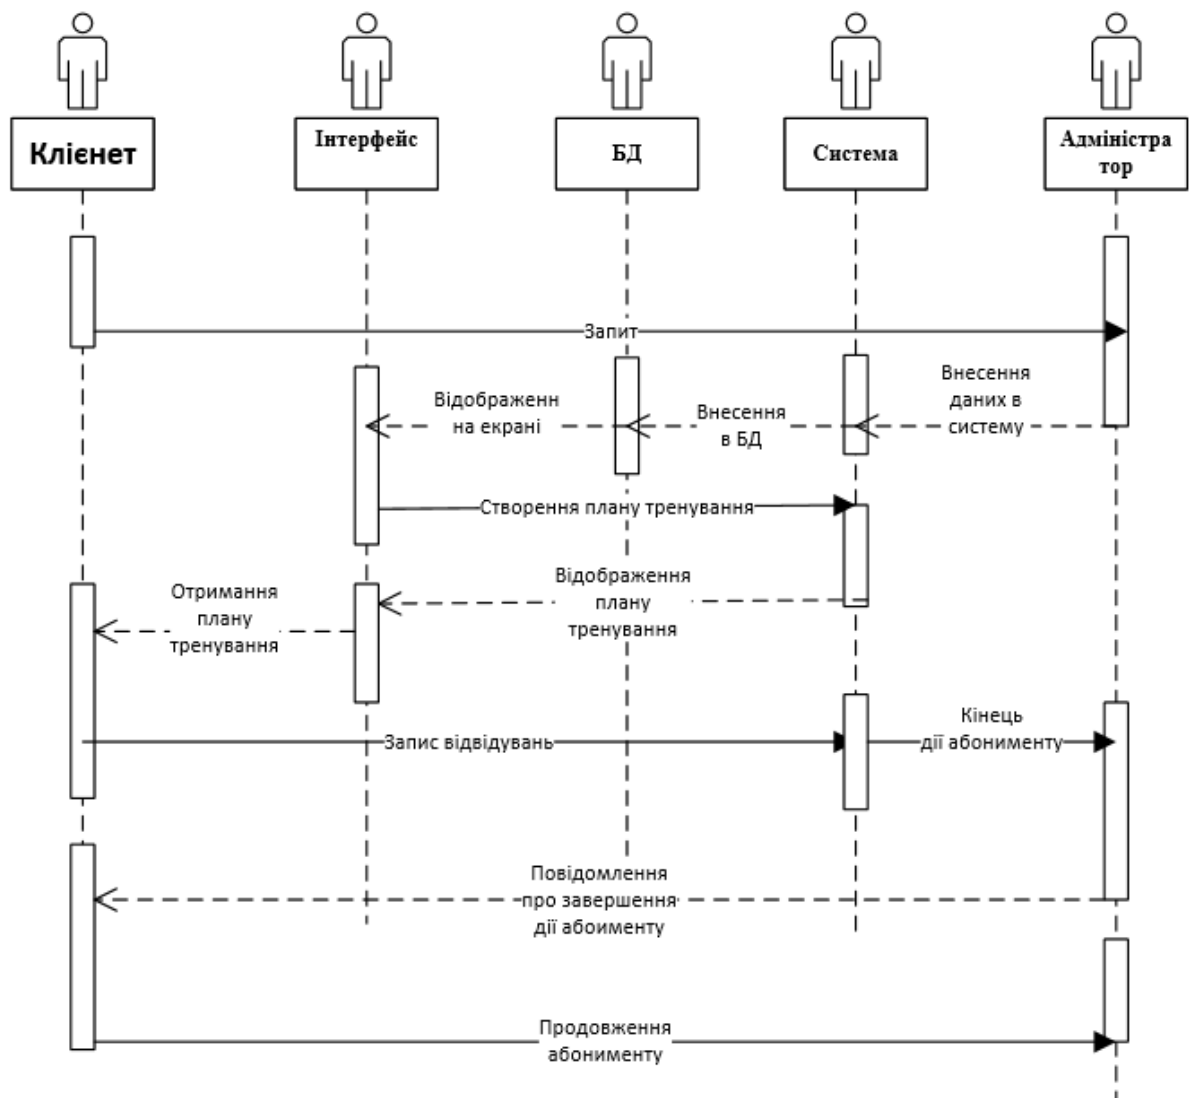 Клієнет
Інтерфейс
БД
Система
Адміністра
тор
Запит
Внесення
даних в
систему
Внесення
в БД
Відображенн
на екрані
Створення плану тренування
Відображення
плану
тренування
Отримання
плану
тренування
Запис відвідувань
Кінець
дії абонименту
Повідомлення
про завершення
дії абоименту
Продовження
абонименту